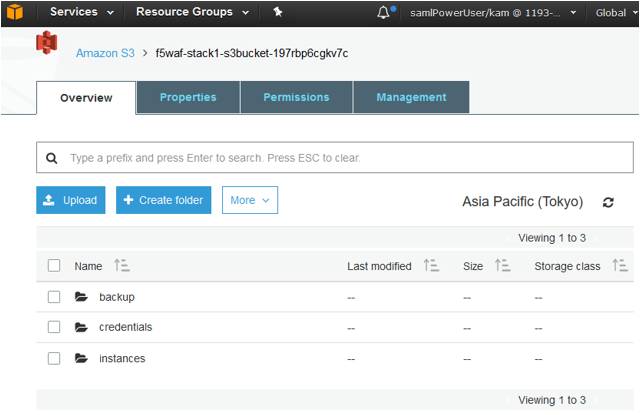 Services Resource Groups samlPowerUser/kam @ 1193- Global
Amazon S3 > f5waf-stack1-s3bucket-197rbp6cgkv7c
Overview Properties Permissions Management
Type a prefix and press Enter to search. Press ESC to clear.
Upload + Create folder More Asia Pacific (Tokyo)
Viewing 1 to 3
Name Last modified Size Storage class
backup -- -- --
credentials -- -- --
instances -- -- --
Viewing 1 to 3